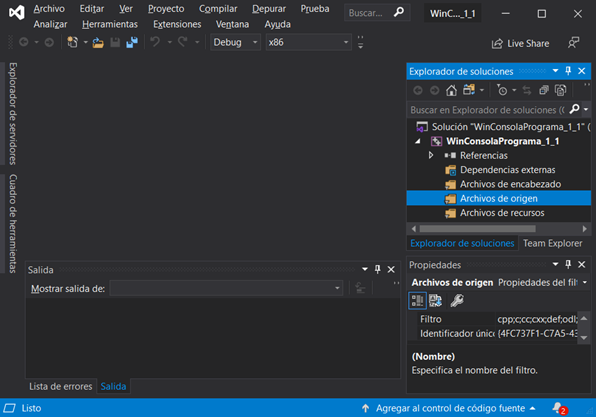 Archivo Editar Ver Proyecto Compilar Depurar Prueba
Analizar Herramientas Extensiones Ventana Ayuda
Buscar...
WinC..._1_1
Debug x86
Live Share
Explorador de servidores
Cuadro de herramientas
Explorador de soluciones
Buscar en Explorador de soluciones (
Solución "WinConsolaPrograma_1_1" (
WinConsolaPrograma_1_1
Referencias
Dependencias externas
Archivos de encabezado
Archivos de origen
Archivos de recursos
Explorador de soluciones Team Explorer
Salida
Mostrar salida de:
Lista de errores Salida
Propiedades
Archivos de origen Propiedades del filt
Filtro cpp;c;cc;cxx;def;odl;
Identificador único {4FC737F1-C7A5-43
(Nombre)
Especifica el nombre del filtro.
Listo
Agregar al control de código fuente
2